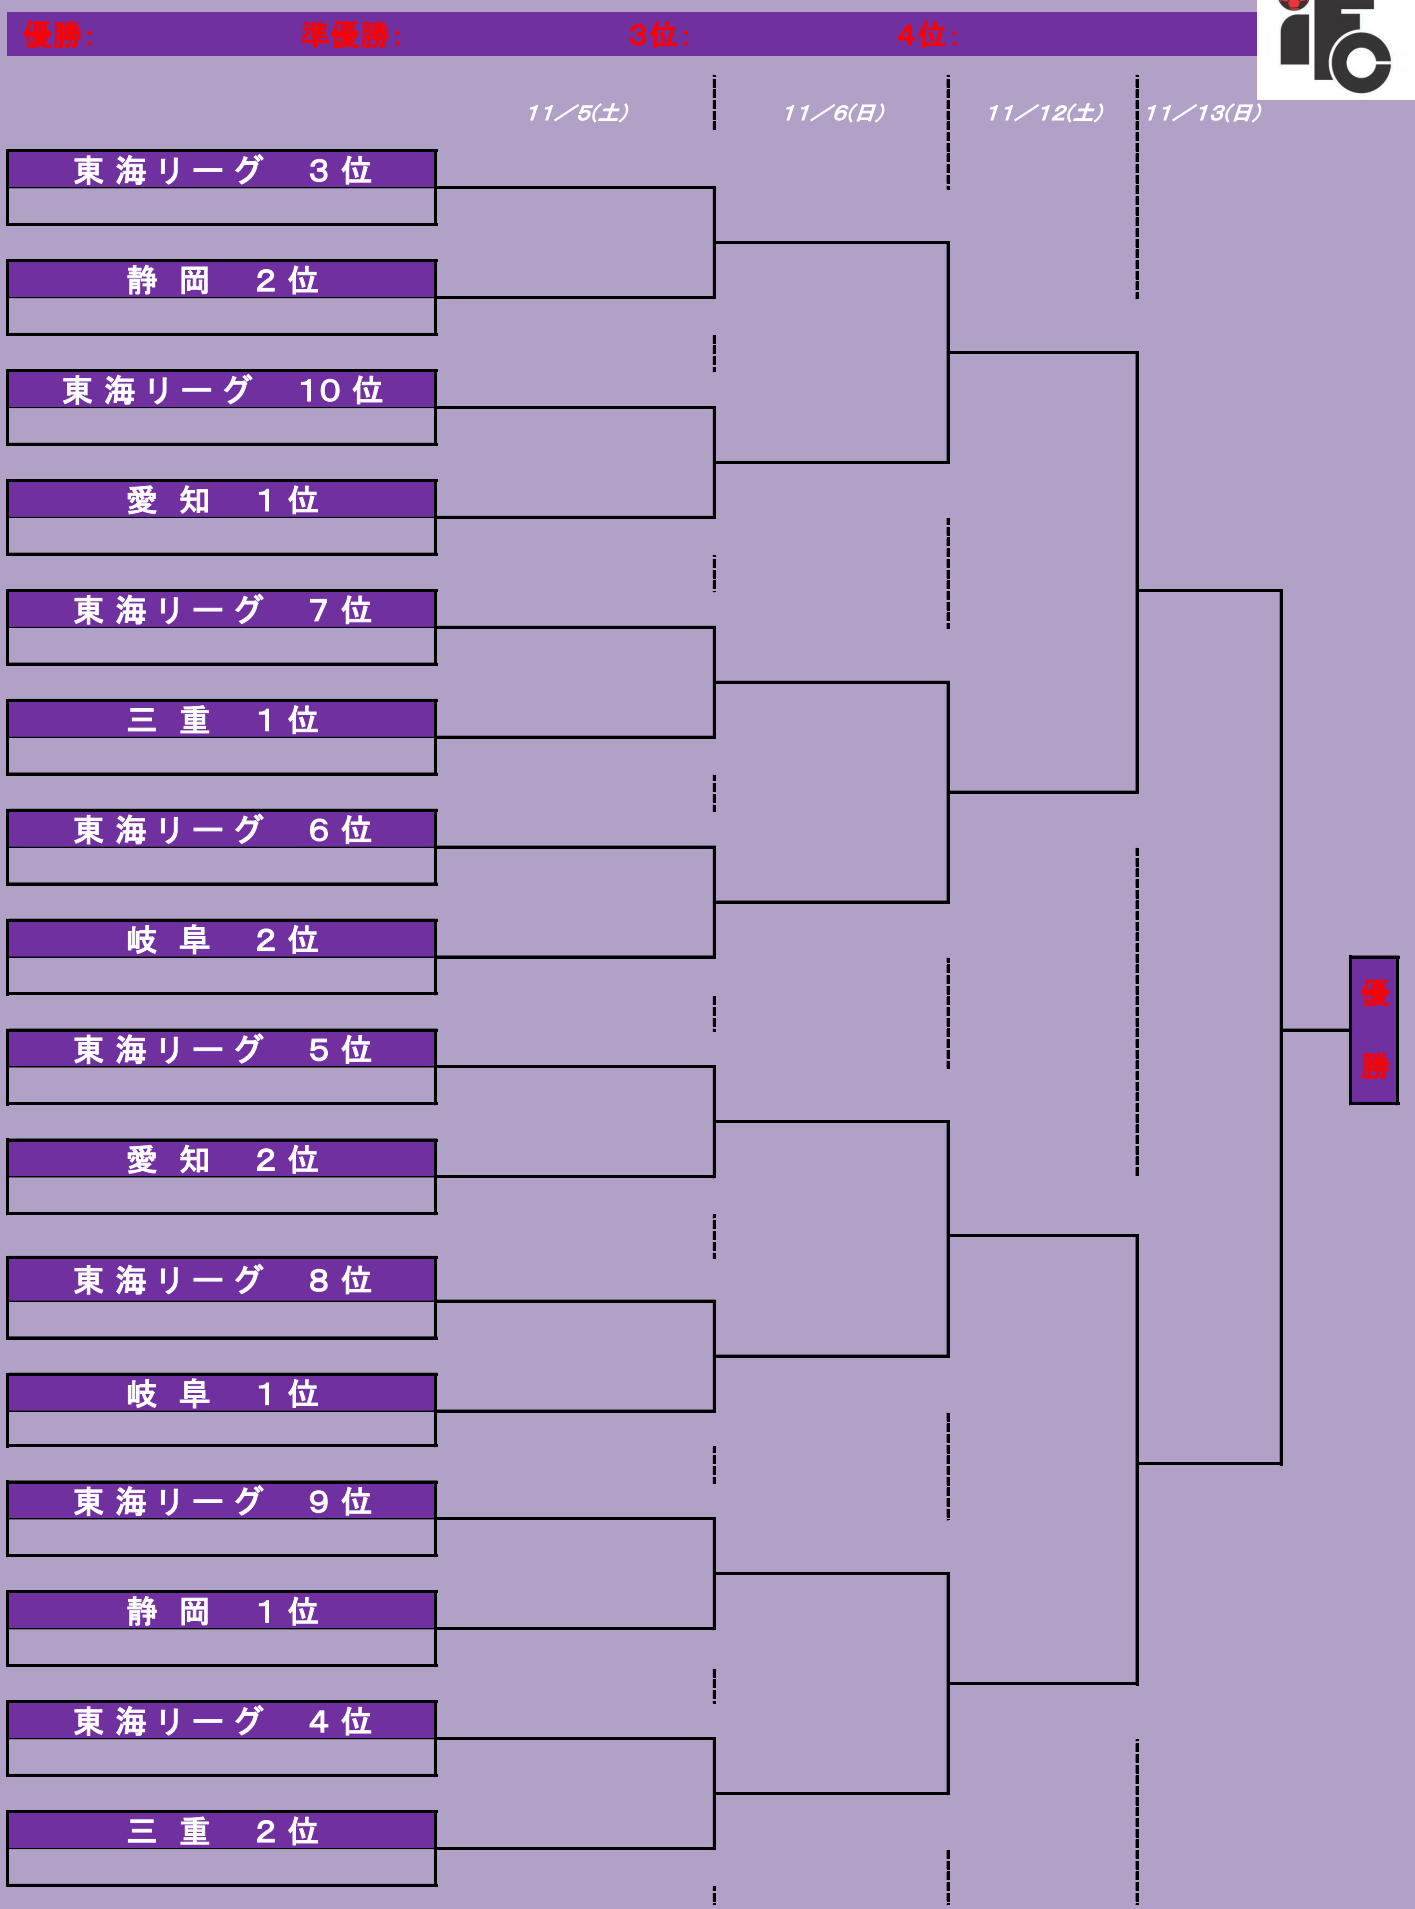 優勝： 準優勝： ３位： ４位：
iFC
11／5(土) 11／6(日) 11／12(土) 11／13(日)
東海リーグ ３位
静岡 ２位
東海リーグ 10位
愛知 １位
東海リーグ ７位
三重 １位
東海リーグ ６位
岐阜 ２位
東海リーグ ５位
愛知 ２位
東海リーグ ８位
岐阜 １位
東海リーグ ９位
静岡 １位
東海リーグ ４位
三重 ２位
優勝